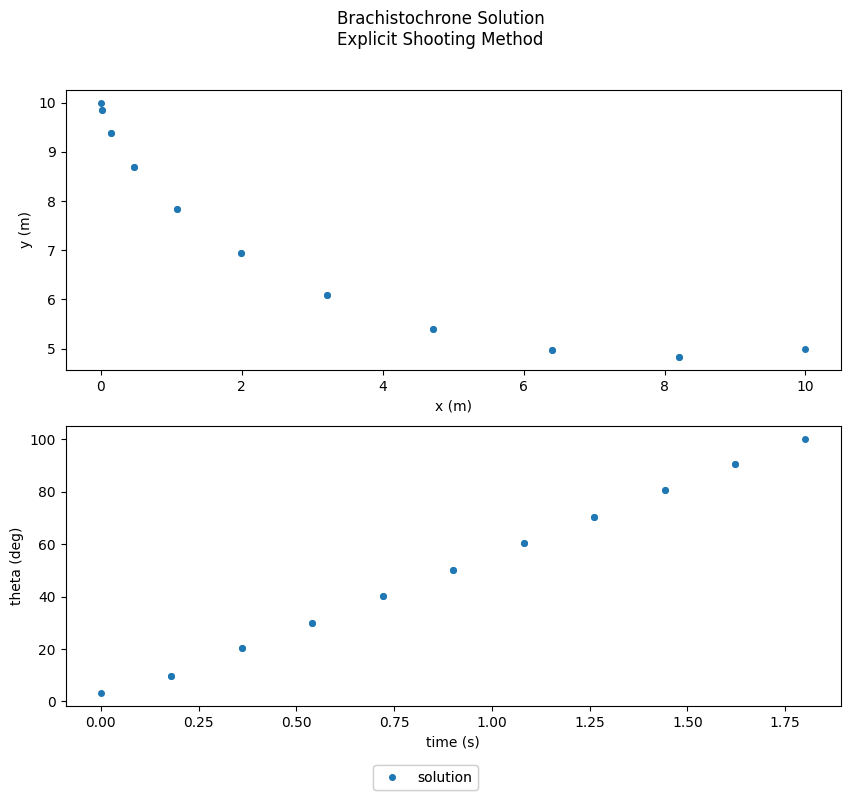 Brachistochrone Solution
Explicit Shooting Method
10
9
8
7
6
5
y (m)
0 2 4 6 8 10
x (m)
100
80
60
40
20
0
theta (deg)
0.00 0.25 0.50 0.75 1.00 1.25 1.50 1.75
time (s)
solution